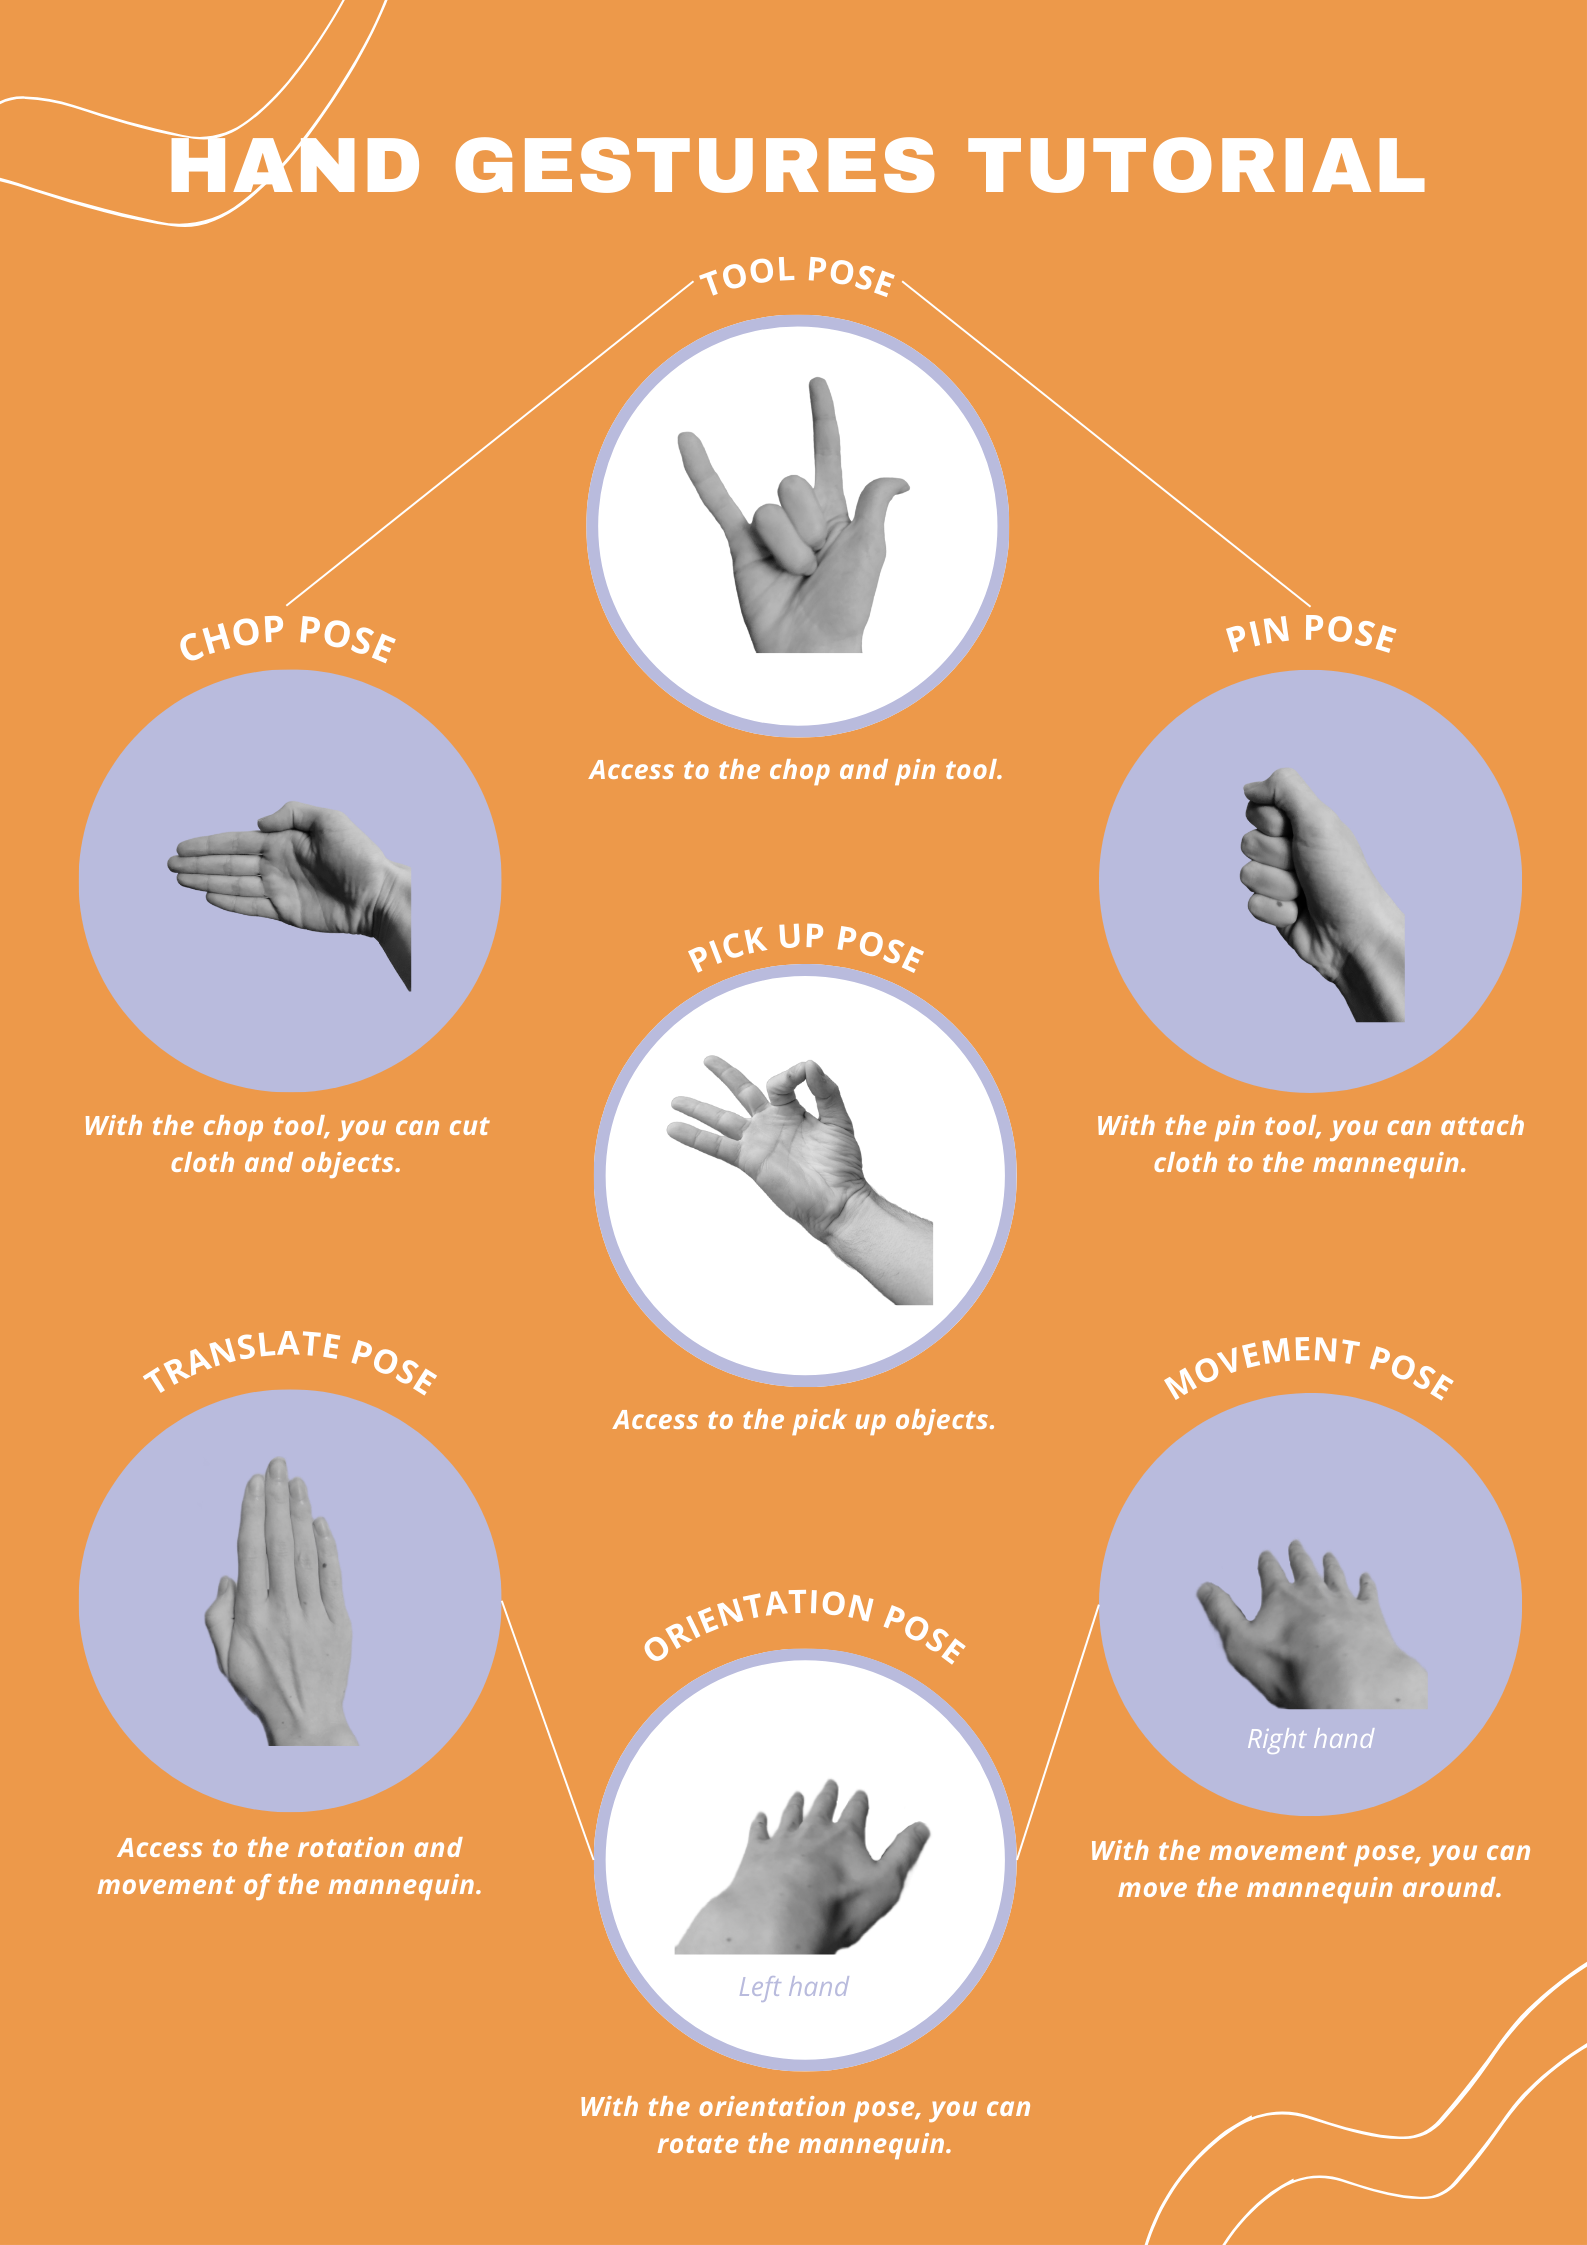 HAND GESTURES TUTORIAL
TOOL POSE
Access to the chop and pin tool.
CHOP POSE
With the chop tool, you can cut
cloth and objects.
PIN POSE
With the pin tool, you can attach
cloth to the mannequin.
PICK UP POSE
Access to the pick up objects.
TRANSLATE POSE
Access to the rotation and
movement of the mannequin.
MOVEMENT POSE
Right hand
With the movement pose, you can
move the mannequin around.
ORIENTATION POSE
Left hand
With the orientation pose, you can
rotate the mannequin.